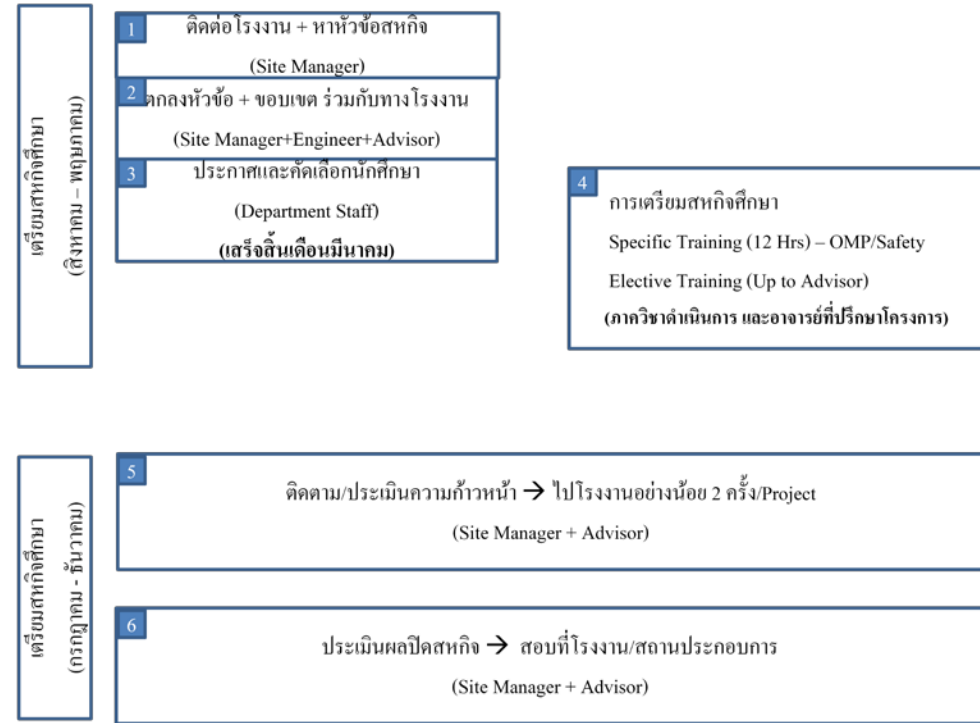 เตรียมสหกิจศึกษา
(สิงหาคม – พฤษภาคม)
1
ติดต่อโรงงาน + หาหัวข้อสหกิจ
(Site Manager)
2
ตกลงหัวข้อ + ขอบเขต ร่วมกับทางโรงงาน
(Site Manager+Engineer+Advisor)
3
ประกาศและคัดเลือกนักศึกษา
(Department Staff)
(เสร็จสิ้นเดือนมีนาคม)
4
การเตรียมสหกิจศึกษา
Specific Training (12 Hrs) – OMP/Safety
Elective Training (Up to Advisor)
(ภาควิชาดำเนินการ และอาจารย์ที่ปรึกษาโครงการ)
เตรียมสหกิจศึกษา
(กรกฎาคม - ธันวาคม)
5
ติดตาม/ประเมินความก้าวหน้า → ไปโรงงานอย่างน้อย 2 ครั้ง/Project
(Site Manager + Advisor)
6
ประเมินผลปิดสหกิจ → สอบที่โรงงาน/สถานประกอบการ
(Site Manager + Advisor)